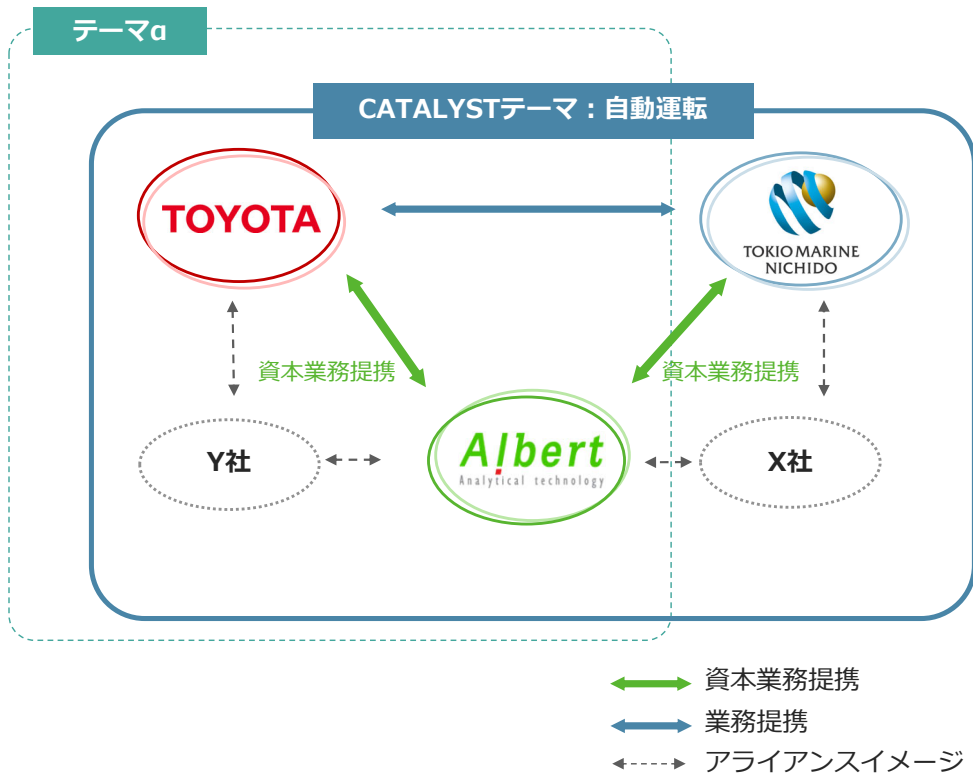 テーマα
CATALYSTテーマ：自動運転
TOYOTA
TOKIO MARINE
NICHIDO
資本業務提携
資本業務提携
Y社
Albert
Analytical technology
X社
資本業務提携
業務提携
アライアンスイメージ